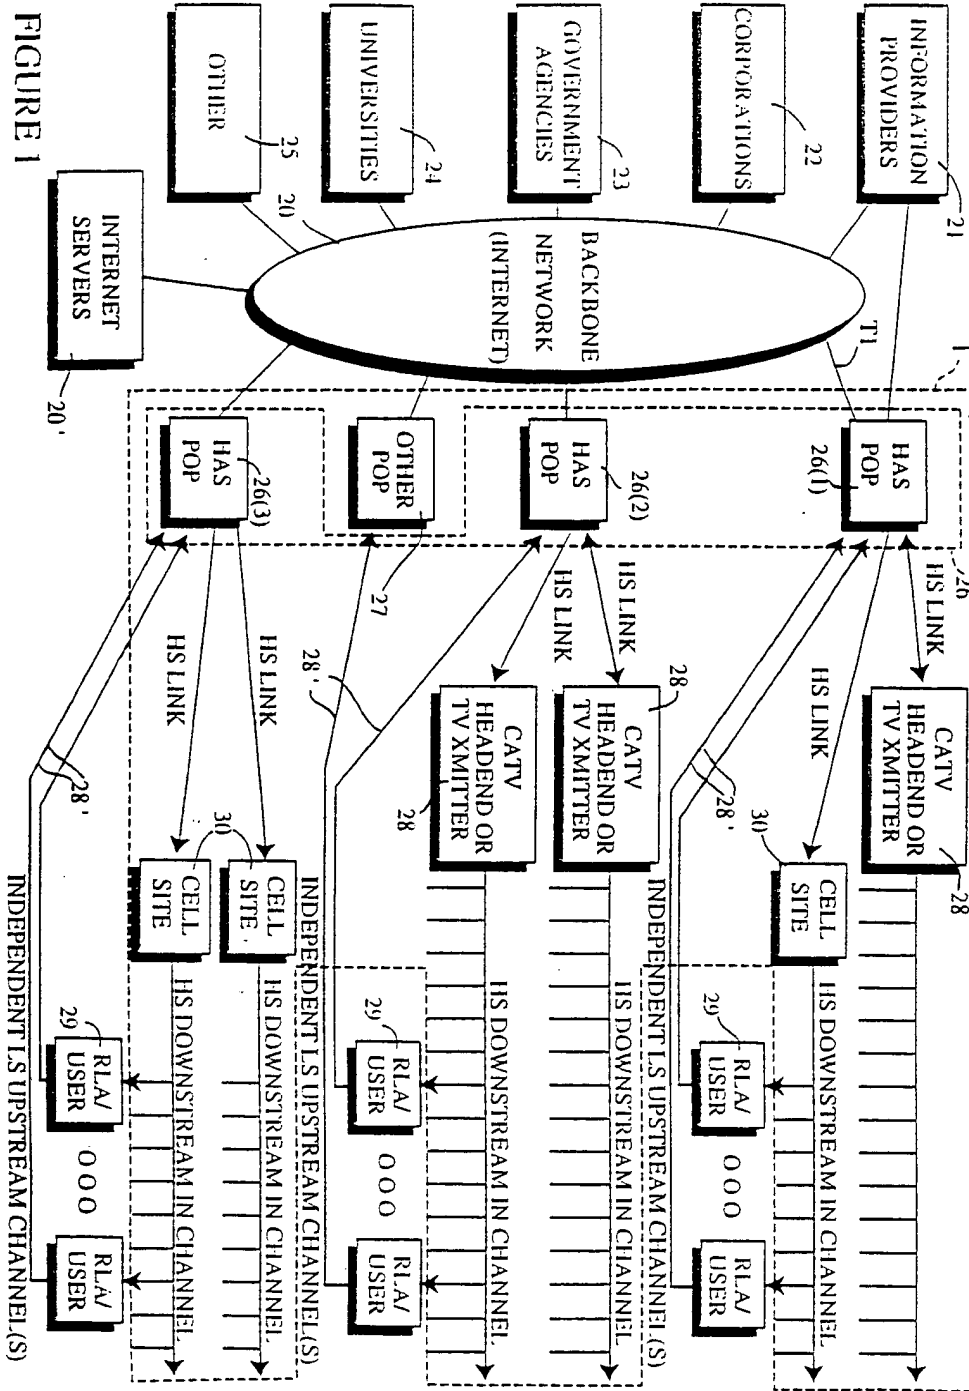 INFORMATION
PROVIDERS
21
CORPORATIONS
22
GOVERNMENT
AGENCIES
23
UNIVERSITIES
24
OTHER
25
BACKBONE
NETWORK
(INTERNET)
20
INTERNET
SERVERS
20'
T1
1
26
HAS
POP
26(1)
HS LINK
CATV
HEADEND OR
TV XMITTER
28
HS LINK
30
CELL
SITE
HS DOWNSTREAM IN CHANNEL
28'
29
RLA/
USER
O O O
RLA/
USER
INDEPENDENT LS UPSTREAM CHANNEL(S)
HAS
POP
26(2)
HS LINK
28
CATV
HEADEND OR
TV XMITTER
HS DOWNSTREAM IN CHANNEL
HS LINK
CATV
HEADEND OR
TV XMITTER
28
HS DOWNSTREAM IN CHANNEL
OTHER
POP
27
28'
29
RLA/
USER
O O O
RLA/
USER
INDEPENDENT LS UPSTREAM CHANNEL(S)
HAS
POP
26(3)
HS LINK
CELL
SITE
HS DOWNSTREAM IN CHANNEL
30
HS LINK
CELL
SITE
HS DOWNSTREAM IN CHANNEL
28'
29
RLA/
USER
O O O
RLA/
USER
INDEPENDENT LS UPSTREAM CHANNEL(S)
FIGURE 1